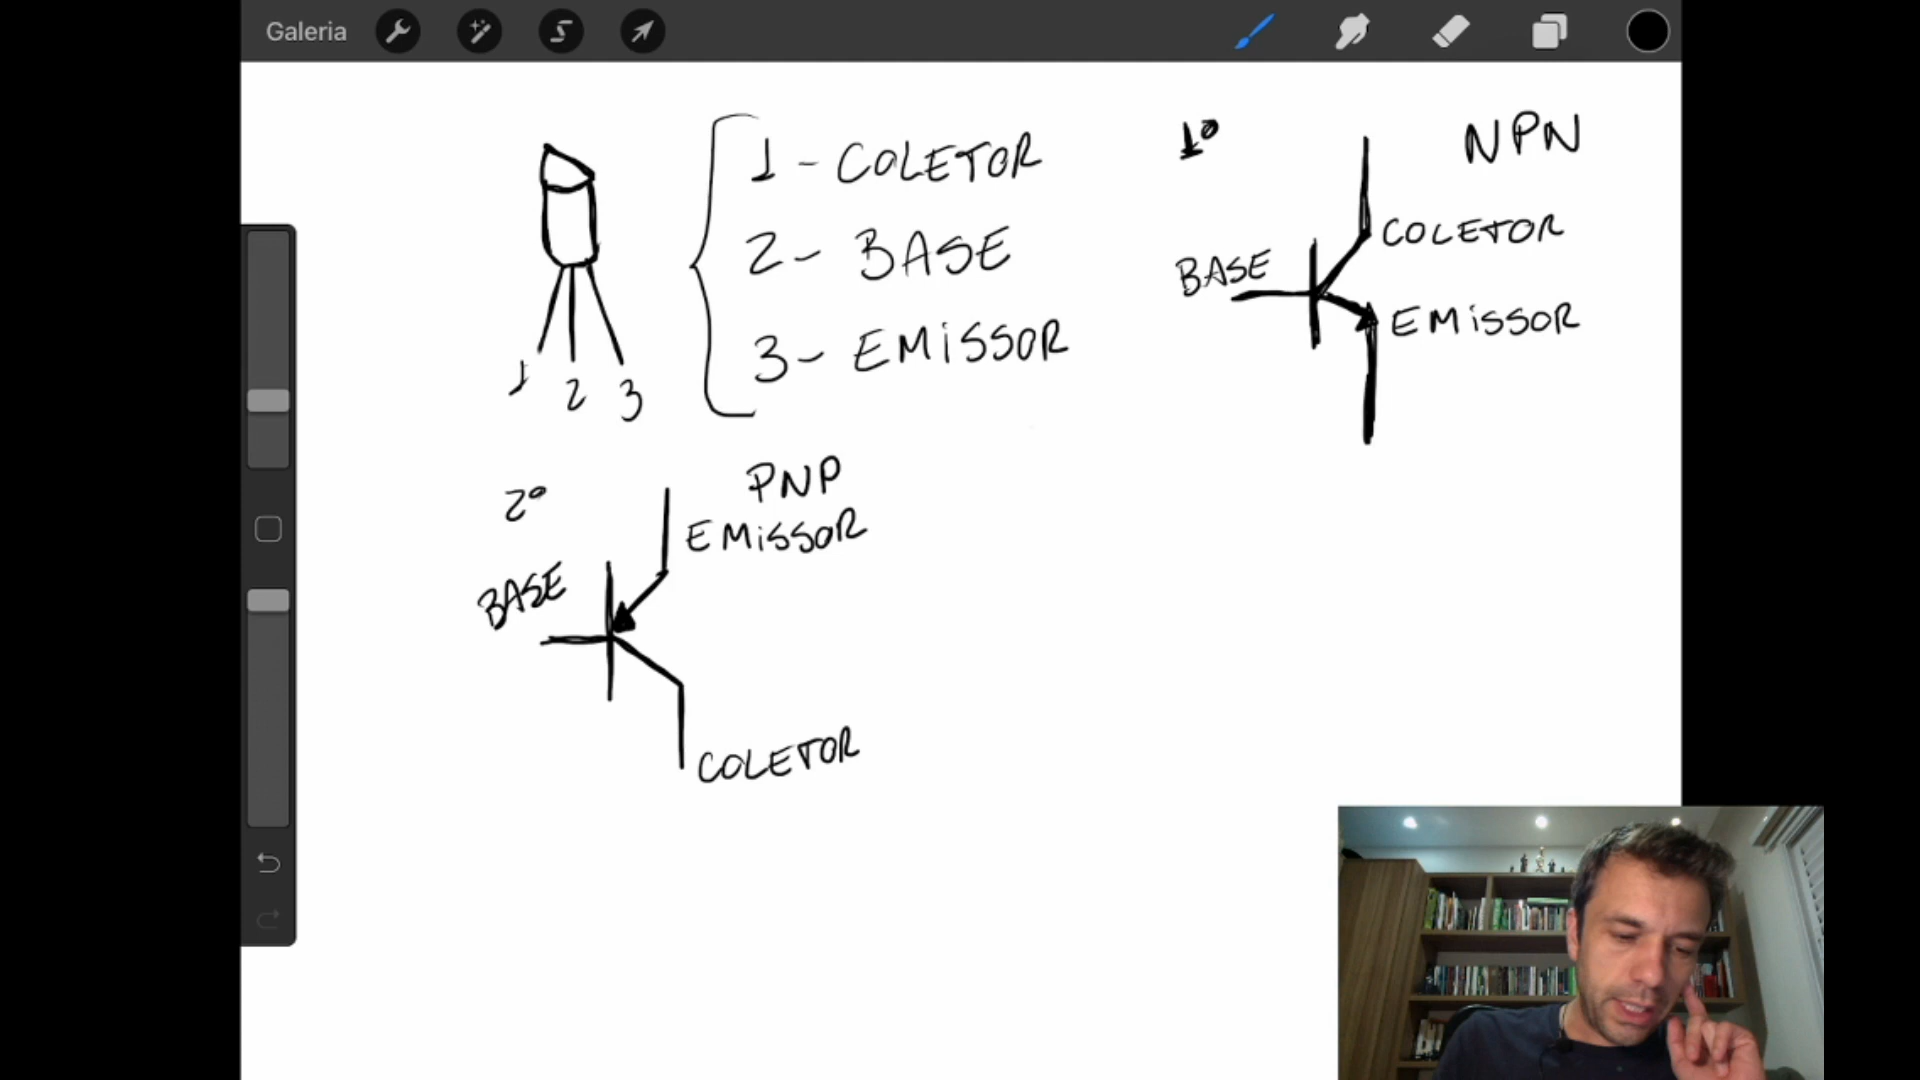 Galeria
1 2 3
1 - COLETOR
2 - BASE
3 - EMISSOR
1º
NPN
BASE
COLETOR
EMISSOR
2º
PNP
EMISSOR
BASE
COLETOR